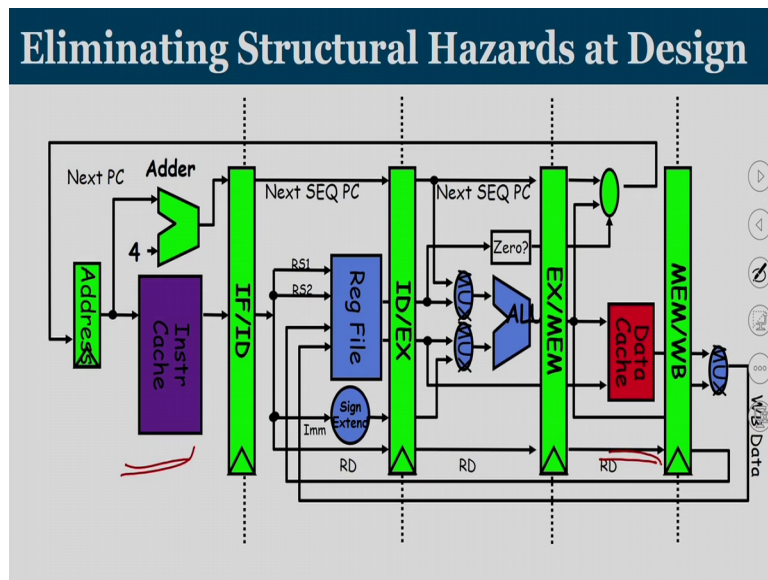 Eliminating Structural Hazards at Design
Next PC
Adder
4
Address
Instr
Cache
IF/ID
Next SEQ PC
RS1
RS2
Reg File
Sign
Extend
Imm
RD
ID/EX
Next SEQ PC
Zero?
MUX
MUX
ALU
RD
EX/MEM
Data
Cache
RD
MEM/WB
MUX
WB Data